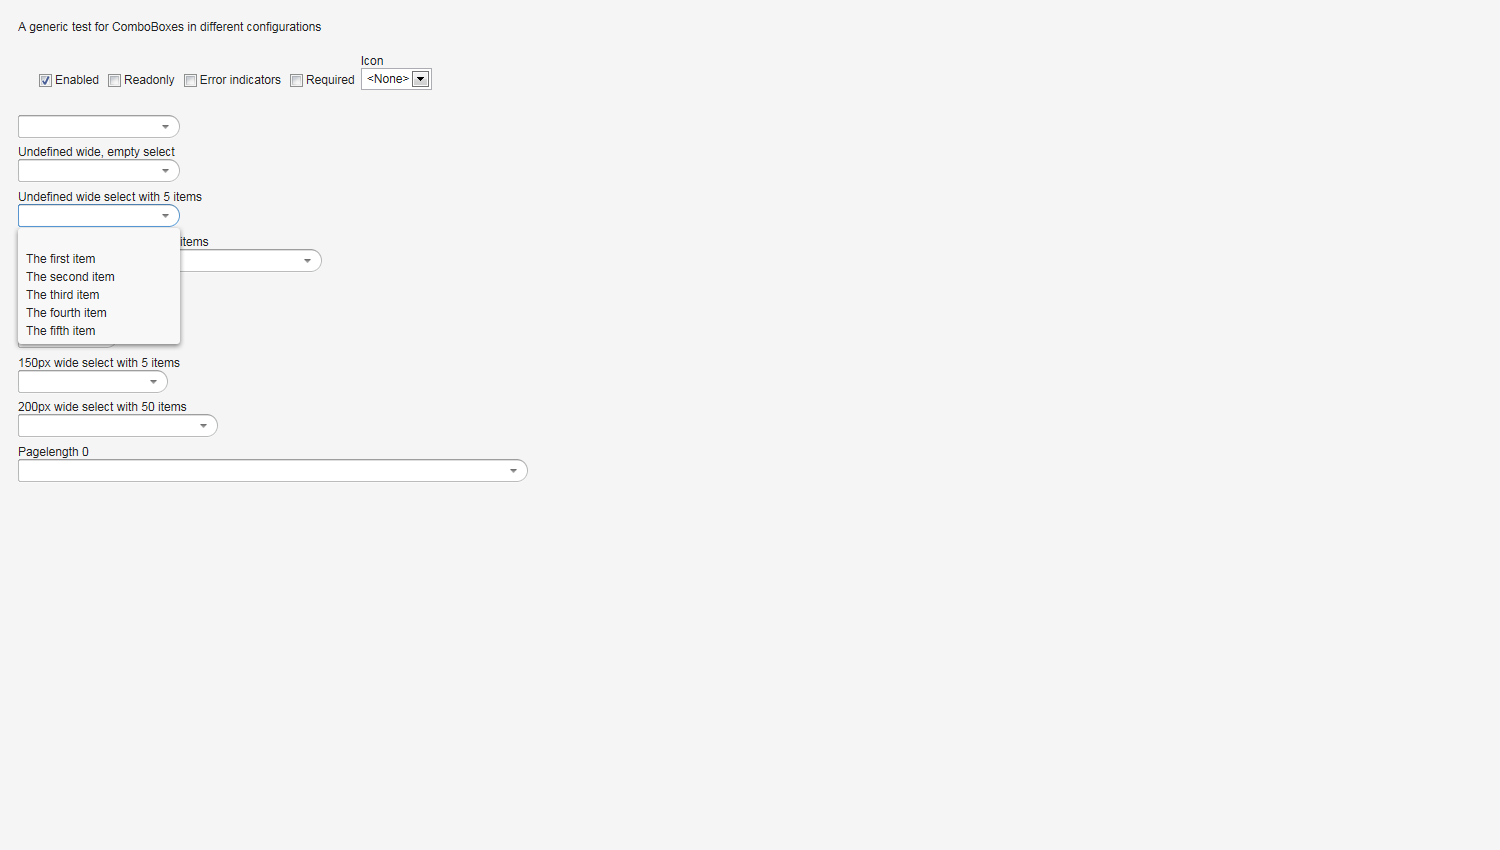 A generic test for ComboBoxes in different configurations
Icon
Enabled Readonly Error indicators Required <None>
Undefined wide, empty select
Undefined wide select with 5 items
items
The first item
The second item
The third item
The fourth item
The fifth item
150px wide select with 5 items
200px wide select with 50 items
Pagelength 0